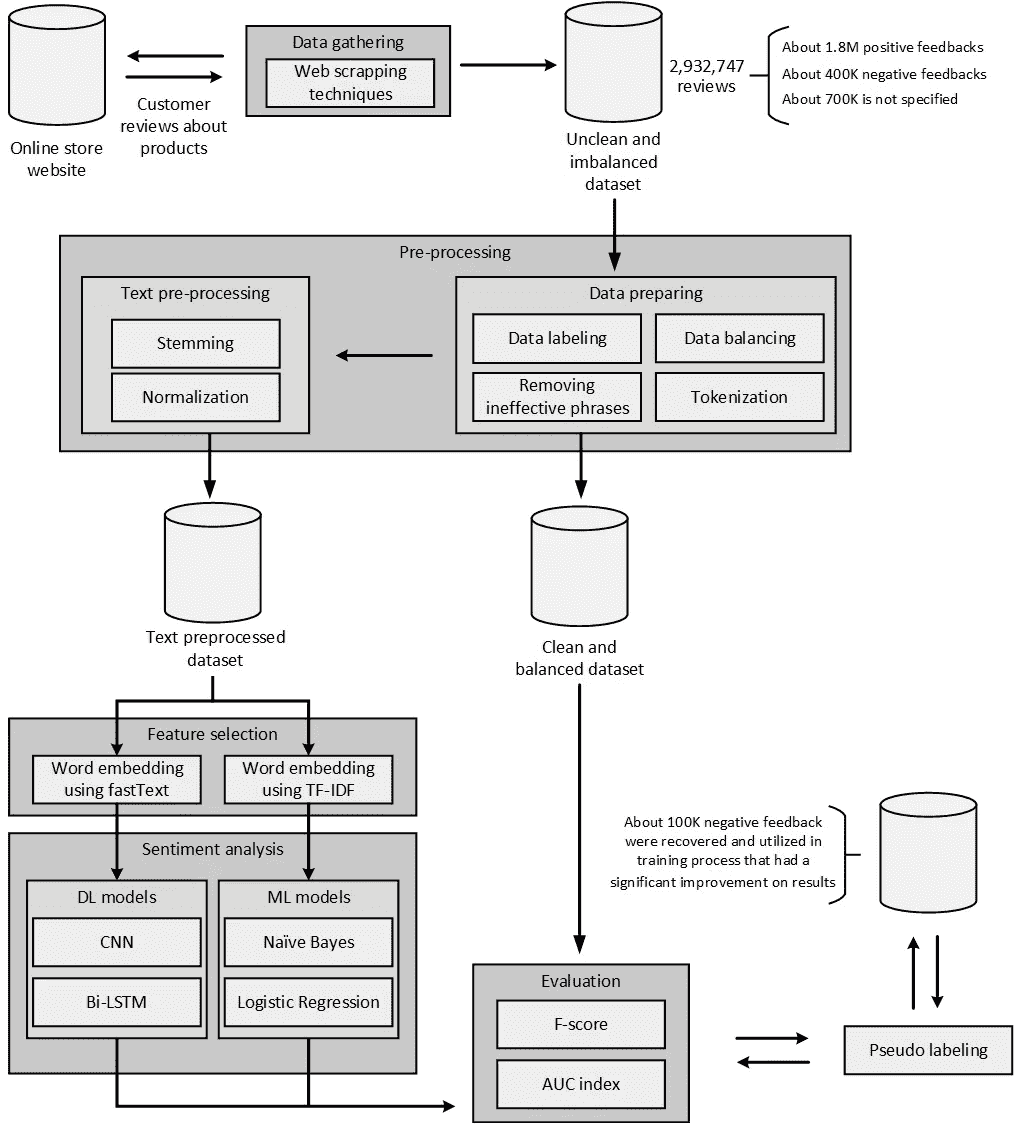 Online store
website
Customer
reviews about
products
Data gathering
Web scrapping
techniques
Unclean and
imbalanced
dataset
2,932,747
reviews
About 1.8M positive feedbacks
About 400K negative feedbacks
About 700K is not specified
Pre-processing
Text pre-processing
Stemming
Normalization
Data preparing
Data labeling
Data balancing
Removing
ineffective phrases
Tokenization
Text preprocessed
dataset
Clean and
balanced dataset
Feature selection
Word embedding
using fastText
Word embedding
using TF-IDF
Sentiment analysis
DL models
CNN
Bi-LSTM
ML models
Naïve Bayes
Logistic Regression
About 100K negative feedback
were recovered and utilized in
training process that had a
significant improvement on results
Evaluation
F-score
AUC index
Pseudo labeling